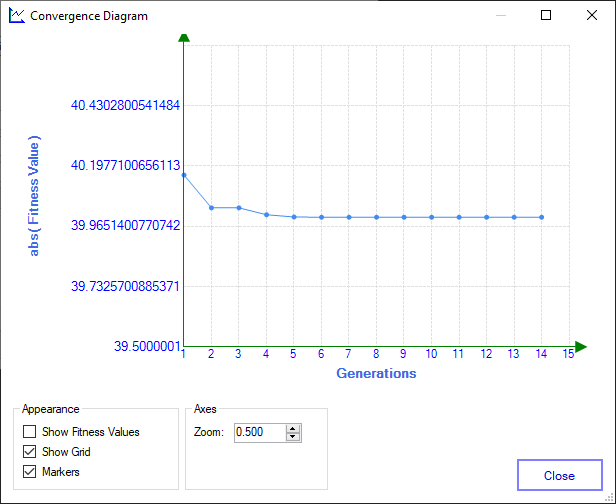 Convergence Diagram
abs( Fitness Value )
40.4302800541484
40.1977100656113
39.9651400770742
39.7325700885371
39.5000001
1 2 3 4 5 6 7 8 9 10 11 12 13 14 15
Generations
Appearance
Show Fitness Values
Show Grid
Markers
Axes
Zoom: 0.500
Close